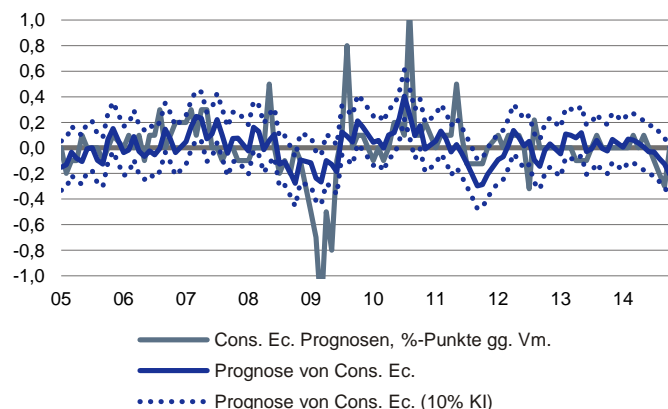 1,0
0,8
0,6
0,4
0,2
0,0
-0,2
-0,4
-0,6
-0,8
-1,0
05 06 07 08 09 10 11 12 13 14
Cons. Ec. Prognosen, %-Punkte gg. Vm.
Prognose von Cons. Ec.
Prognose von Cons. Ec. (10% KI)